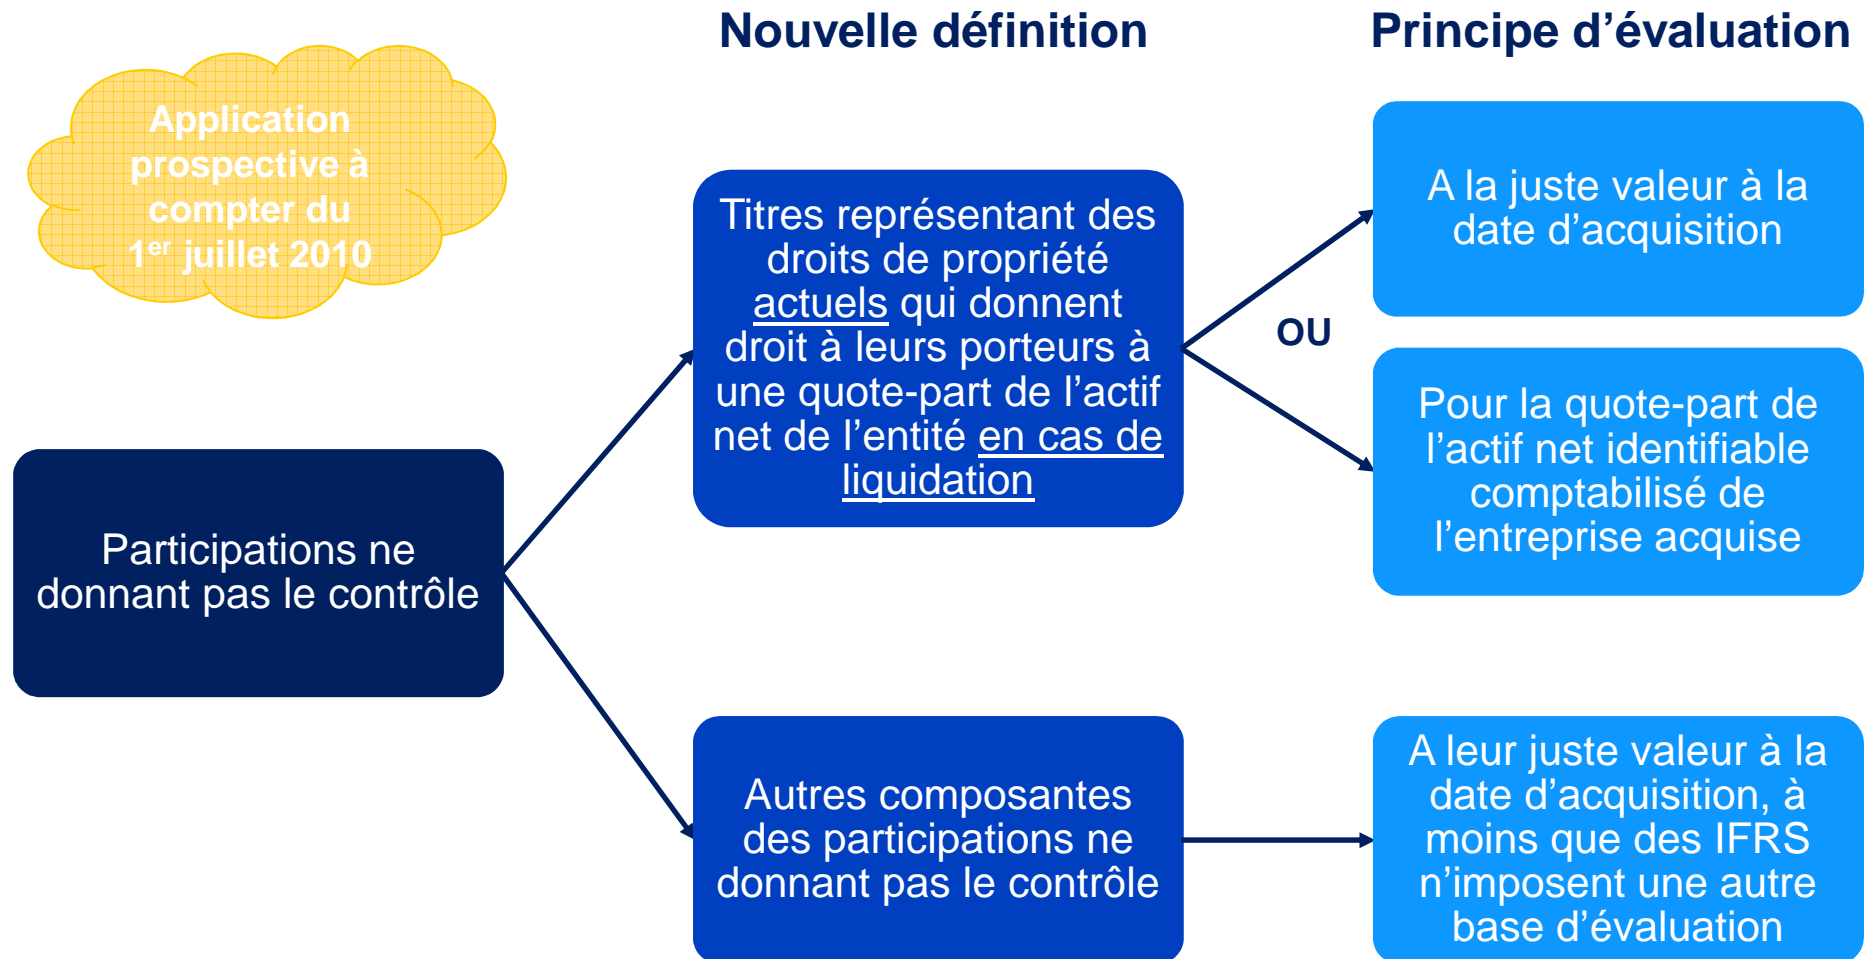 Nouvelle définition
Principe d’évaluation
Application
prospective à
compter du
1er juillet 2010
Participations ne
donnant pas le contrôle
Titres représentant des
droits de propriété
actuels qui donnent
droit à leurs porteurs à
une quote-part de l’actif
net de l’entité en cas de
liquidation
OU
A la juste valeur à la
date d’acquisition
Pour la quote-part de
l’actif net identifiable
comptabilisé de
l’entreprise acquise
Autres composantes
des participations ne
donnant pas le contrôle
A leur juste valeur à la
date d’acquisition, à
moins que des IFRS
n’imposent une autre
base d’évaluation